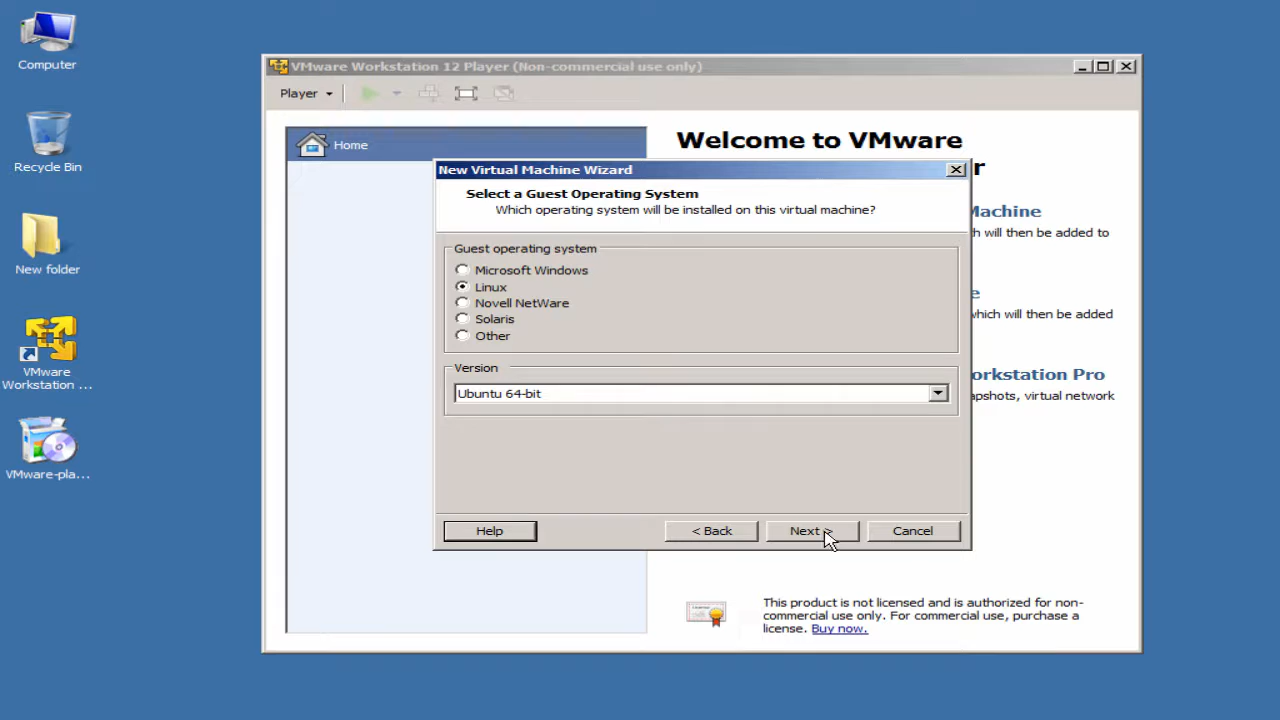 Computer
Recycle Bin
New folder
VMware
Workstation ...
VMware-pla...
VMware Workstation 12 Player (Non-commercial use only)
Player
Home
Welcome to VMware
r
Machine
h will then be added to
e
which will then be added
orkstation Pro
apshots, virtual network
New Virtual Machine Wizard
Select a Guest Operating System
Which operating system will be installed on this virtual machine?
Guest operating system
Microsoft Windows
Linux
Novell NetWare
Solaris
Other
Version
Ubuntu 64-bit
Help
< Back
Next >
Cancel
This product is not licensed and is authorized for non-
commercial use only. For commercial use, purchase a
license. Buy now.